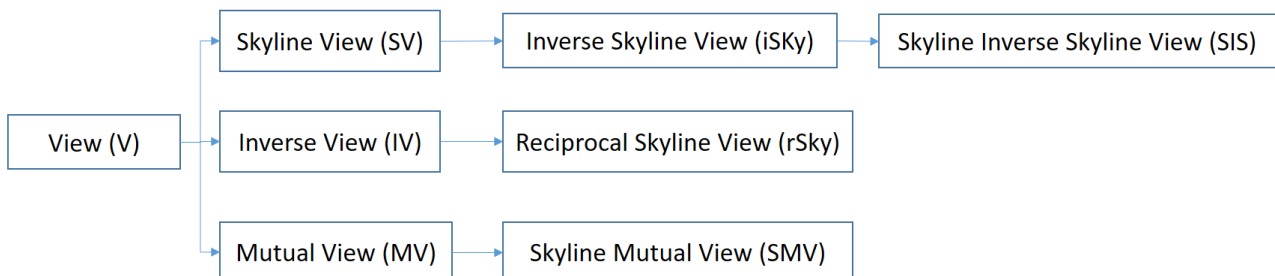 Skyline View (SV)
Inverse Skyline View (iSKy)
Skyline Inverse Skyline View (SIS)
View (V)
Inverse View (IV)
Reciprocal Skyline View (rSky)
Mutual View (MV)
Skyline Mutual View (SMV)